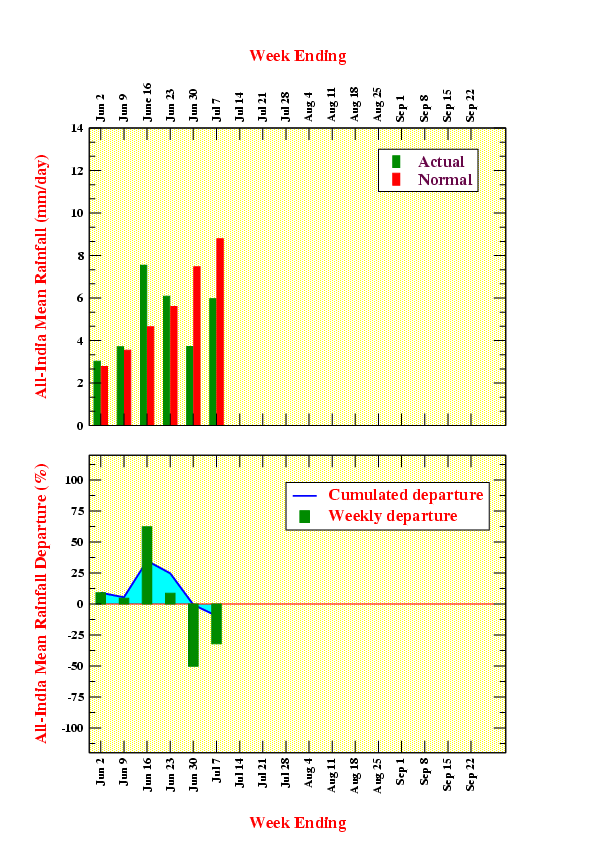 Week Ending
Jun 2
Jun 9
June 16
Jun 23
Jun 30
Jul 7
Jul 14
Jul 21
Jul 28
Aug 4
Aug 11
Aug 18
Aug 25
Sep 1
Sep 8
Sep 15
Sep 22
All-India Mean Rainfall (mm/day)
14
12
10
8
6
4
2
0
Actual
Normal
All-India Mean Rainfall Departure (%)
100
75
50
25
0
-25
-50
-75
-100
Cumulated departure
Weekly departure
Jun 2
Jun 9
Jun 16
Jun 23
Jun 30
Jul 7
Jul 14
Jul 21
Jul 28
Aug 4
Aug 11
Aug 18
Aug 25
Sep 1
Sep 8
Sep 15
Sep 22
Week Ending